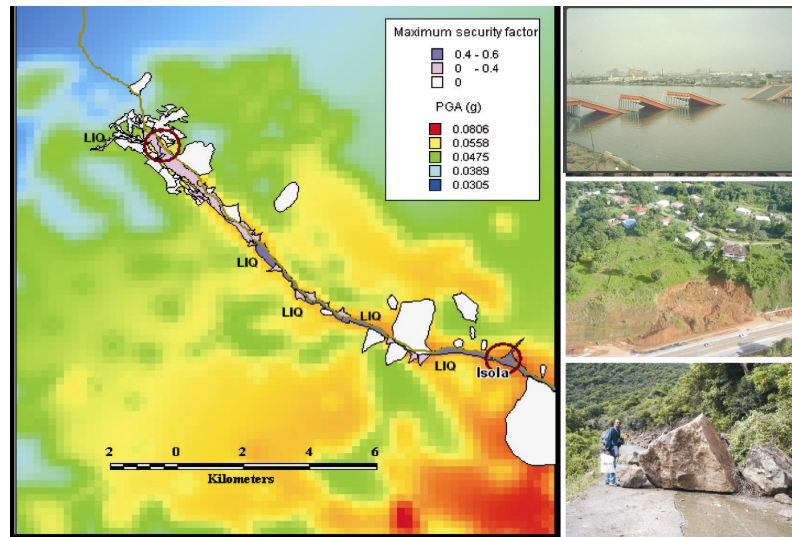 Maximum security factor
0.4 - 0.6
0 - 0.4
0
PGA (g)
0.0806
0.0558
0.0475
0.0389
0.0305
LIQ
LIQ
LIQ
LIQ
LIQ
Isola
2 0 2 4 6
Kilometers